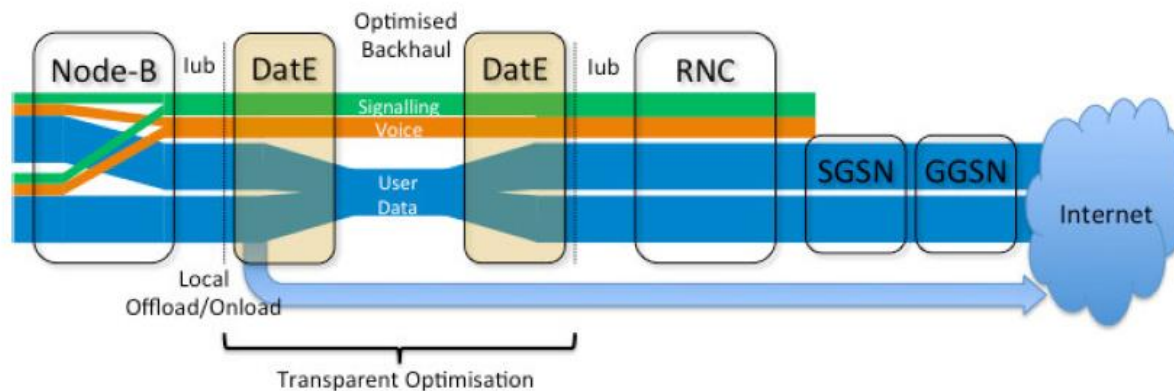 Optimised
Backhaul
Node-B
Iub
DatE
DatE
Iub
RNC
Signalling
Voice
User
Data
SGSN
GGSN
Internet
Local
Offload/Onload
Transparent Optimisation